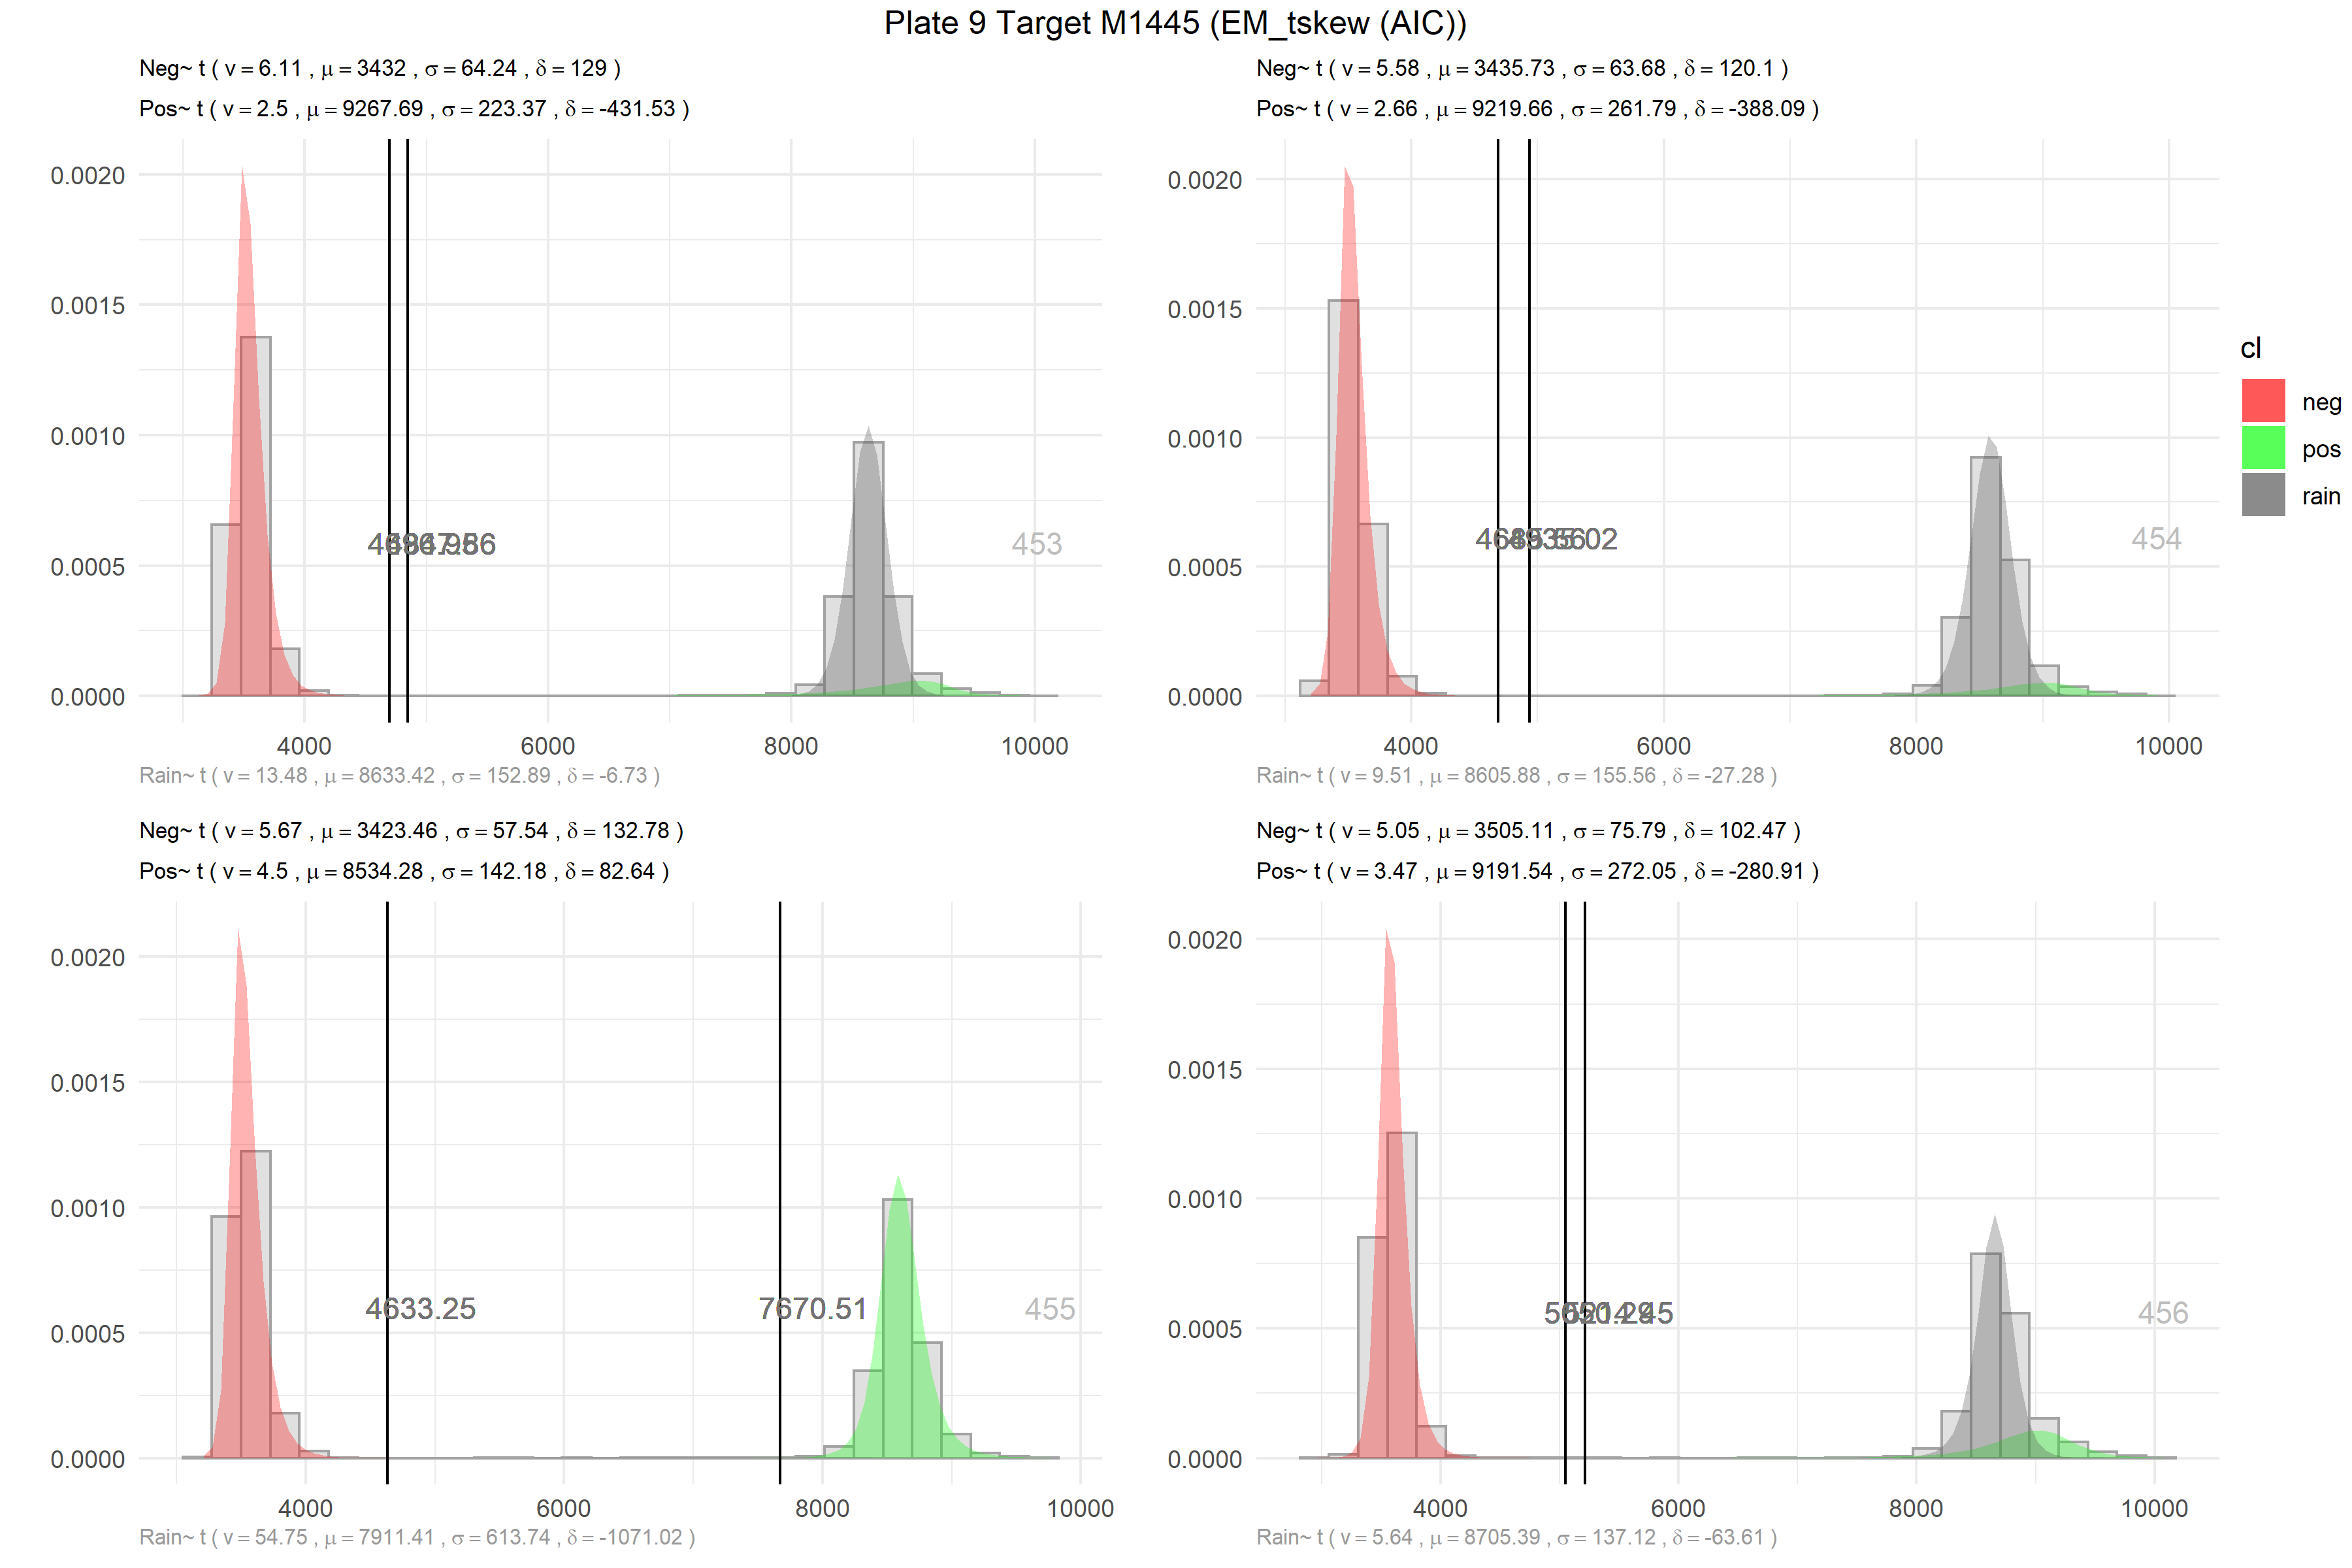 Plate 9 Target M1445 (EM_tskew (AIC))
Neg~ t ( v = 6.11 , μ = 3432 , σ = 64.24 , δ = 129 )
Pos~ t ( v = 2.5 , μ = 9267.69 , σ = 223.37 , δ = -431.53 )
0.0020
0.0015
0.0010
0.0005
0.0000
453
4000 6000 8000 10000
Rain~ t ( v = 13.48 , μ = 8633.42 , σ = 152.89 , δ = -6.73 )
Neg~ t ( v = 5.58 , μ = 3435.73 , σ = 63.68 , δ = 120.1 )
Pos~ t ( v = 2.66 , μ = 9219.66 , σ = 261.79 , δ = -388.09 )
0.0020
0.0015
0.0010
0.0005
0.0000
454
4000 6000 8000 10000
Rain~ t ( v = 9.51 , μ = 8605.88 , σ = 155.56 , δ = -27.28 )
cl
neg
pos
rain
Neg~ t ( v = 5.67 , μ = 3423.46 , σ = 57.54 , δ = 132.78 )
Pos~ t ( v = 4.5 , μ = 8534.28 , σ = 142.18 , δ = 82.64 )
0.0020
0.0015
0.0010
0.0005
0.0000
4633.25 7670.51 455
4000 6000 8000 10000
Rain~ t ( v = 54.75 , μ = 7911.41 , σ = 613.74 , δ = -1071.02 )
Neg~ t ( v = 5.05 , μ = 3505.11 , σ = 75.79 , δ = 102.47 )
Pos~ t ( v = 3.47 , μ = 9191.54 , σ = 272.05 , δ = -280.91 )
0.0020
0.0015
0.0010
0.0005
0.0000
456
4000 6000 8000 10000
Rain~ t ( v = 5.64 , μ = 8705.39 , σ = 137.12 , δ = -63.61 )